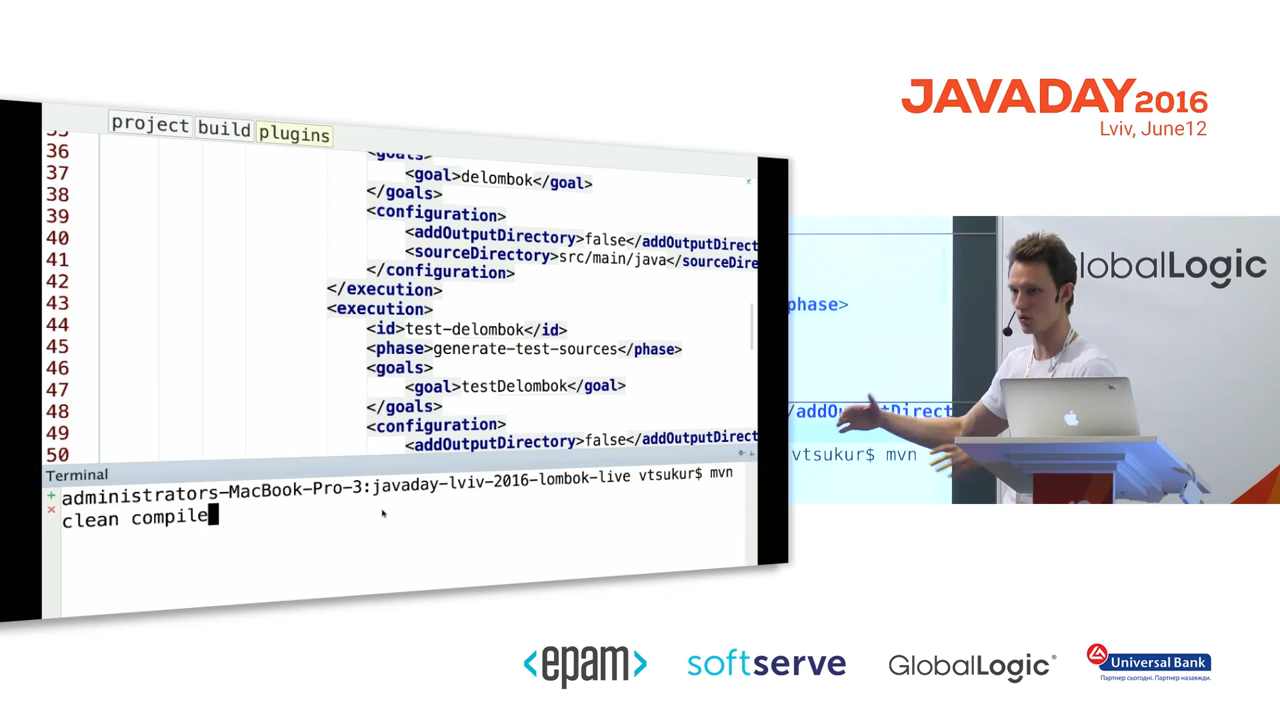 JAVADAY 2016
Lviv, June12
project build plugins
36 <goals>
37 <goal>delombok</goal>
38 </goals>
39 <configuration>
40 <addOutputDirectory>false</addOutputDirect
41 <sourceDirectory>src/main/java</sourceDire
42 </configuration>
43 </execution>
44 <execution>
45 <id>test-delombok</id>
46 <phase>generate-test-sources</phase>
47 <goals>
48 <goal>testDelombok</goal>
49 </goals>
50 <configuration>
<addOutputDirectory>false</addOutputDirect
Terminal
administrators-MacBook-Pro-3:javaday-lviv-2016-lombok-live vtsukur$ mvn
clean compile
lobalLogic
phase>
/addOutputDirect
vtsukur$ mvn
<epam>
softserve
GlobalLogic®
Universal Bank
Партнер сьогодні. Партнер назавжди.